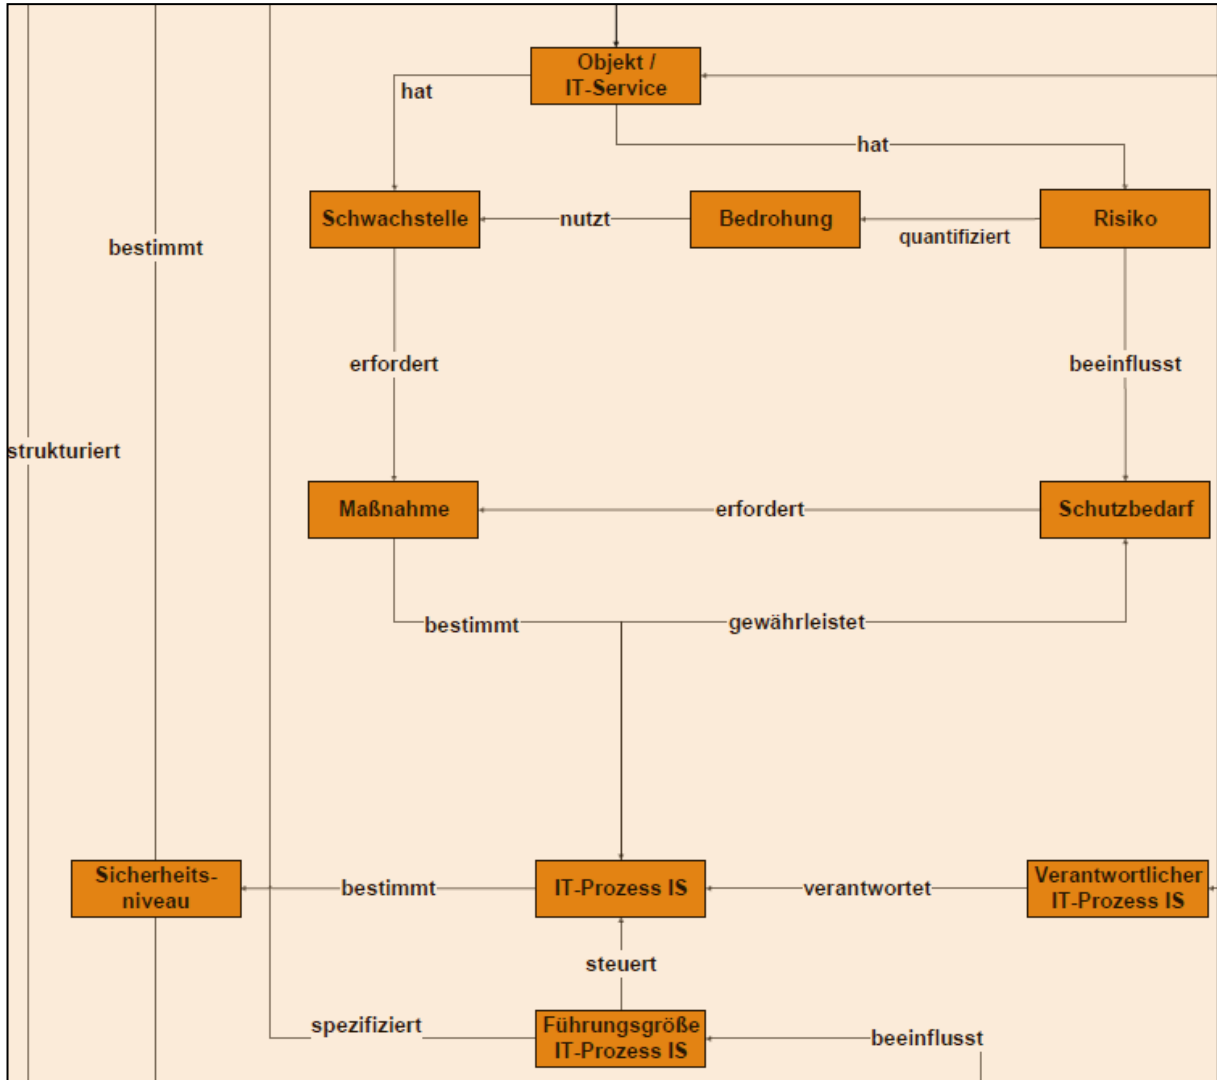 Objekt /
IT-Service
hat
hat
Schwachstelle
nutzt
Bedrohung
quantifiziert
Risiko
bestimmt
erfordert
beeinflusst
strukturiert
Maßnahme
erfordert
Schutzbedarf
bestimmt
gewährleistet
Sicherheits-
niveau
bestimmt
IT-Prozess IS
verantwortet
Verantwortlicher
IT-Prozess IS
steuert
spezifiziert
Führungsgröße
IT-Prozess IS
beeinflusst